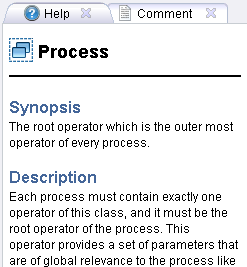 Help
Comment
Process
Synopsis
The root operator which is the outer most
operator of every process.
Description
Each process must contain exactly one
operator of this class, and it must be the
root operator of the process. This
operator provides a set of parameters that
are of global relevance to the process like